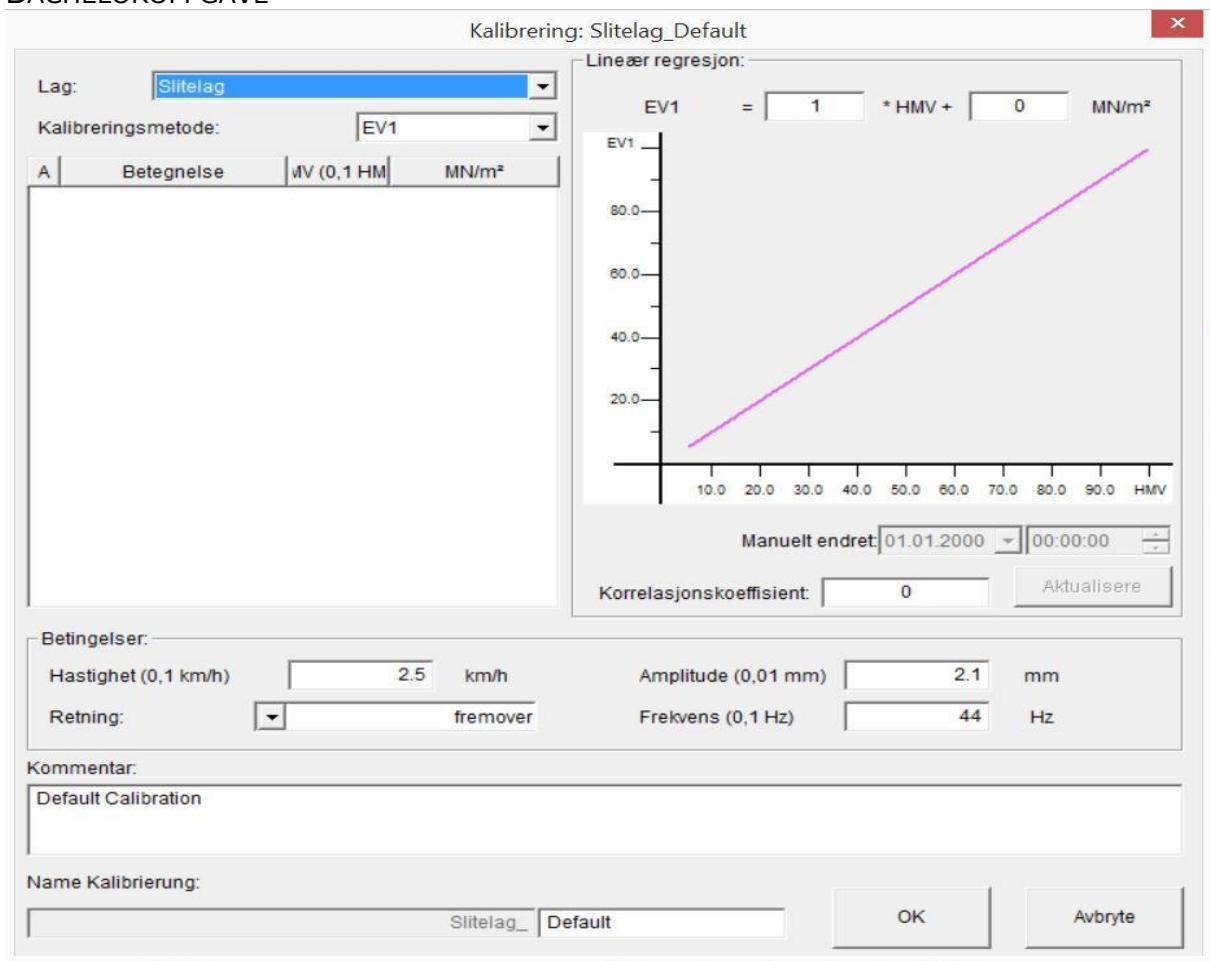 Kalibrering: Slitelag_Default
Lag: Slitelag
Kalibreringsmetode: EV1
A Betegnelse MV (0,1 HM MN/m²
Lineær regresjon:
EV1 = 1 * HMV + 0 MN/m²
EV1
80.0
60.0
40.0
20.0
10.0 20.0 30.0 40.0 50.0 60.0 70.0 80.0 90.0 HMV
Manuelt endret: 01.01.2000 00:00:00
Korrelasjonskoeffisient: 0 Aktualisere
Betingelser:
Hastighet (0,1 km/h) 2.5 km/h Amplitude (0,01 mm) 2.1 mm
Retning: fremover Frekvens (0,1 Hz) 44 Hz
Kommentar:
Default Calibration
Name Kalibrierung:
Slitelag_ Default OK Avbryte